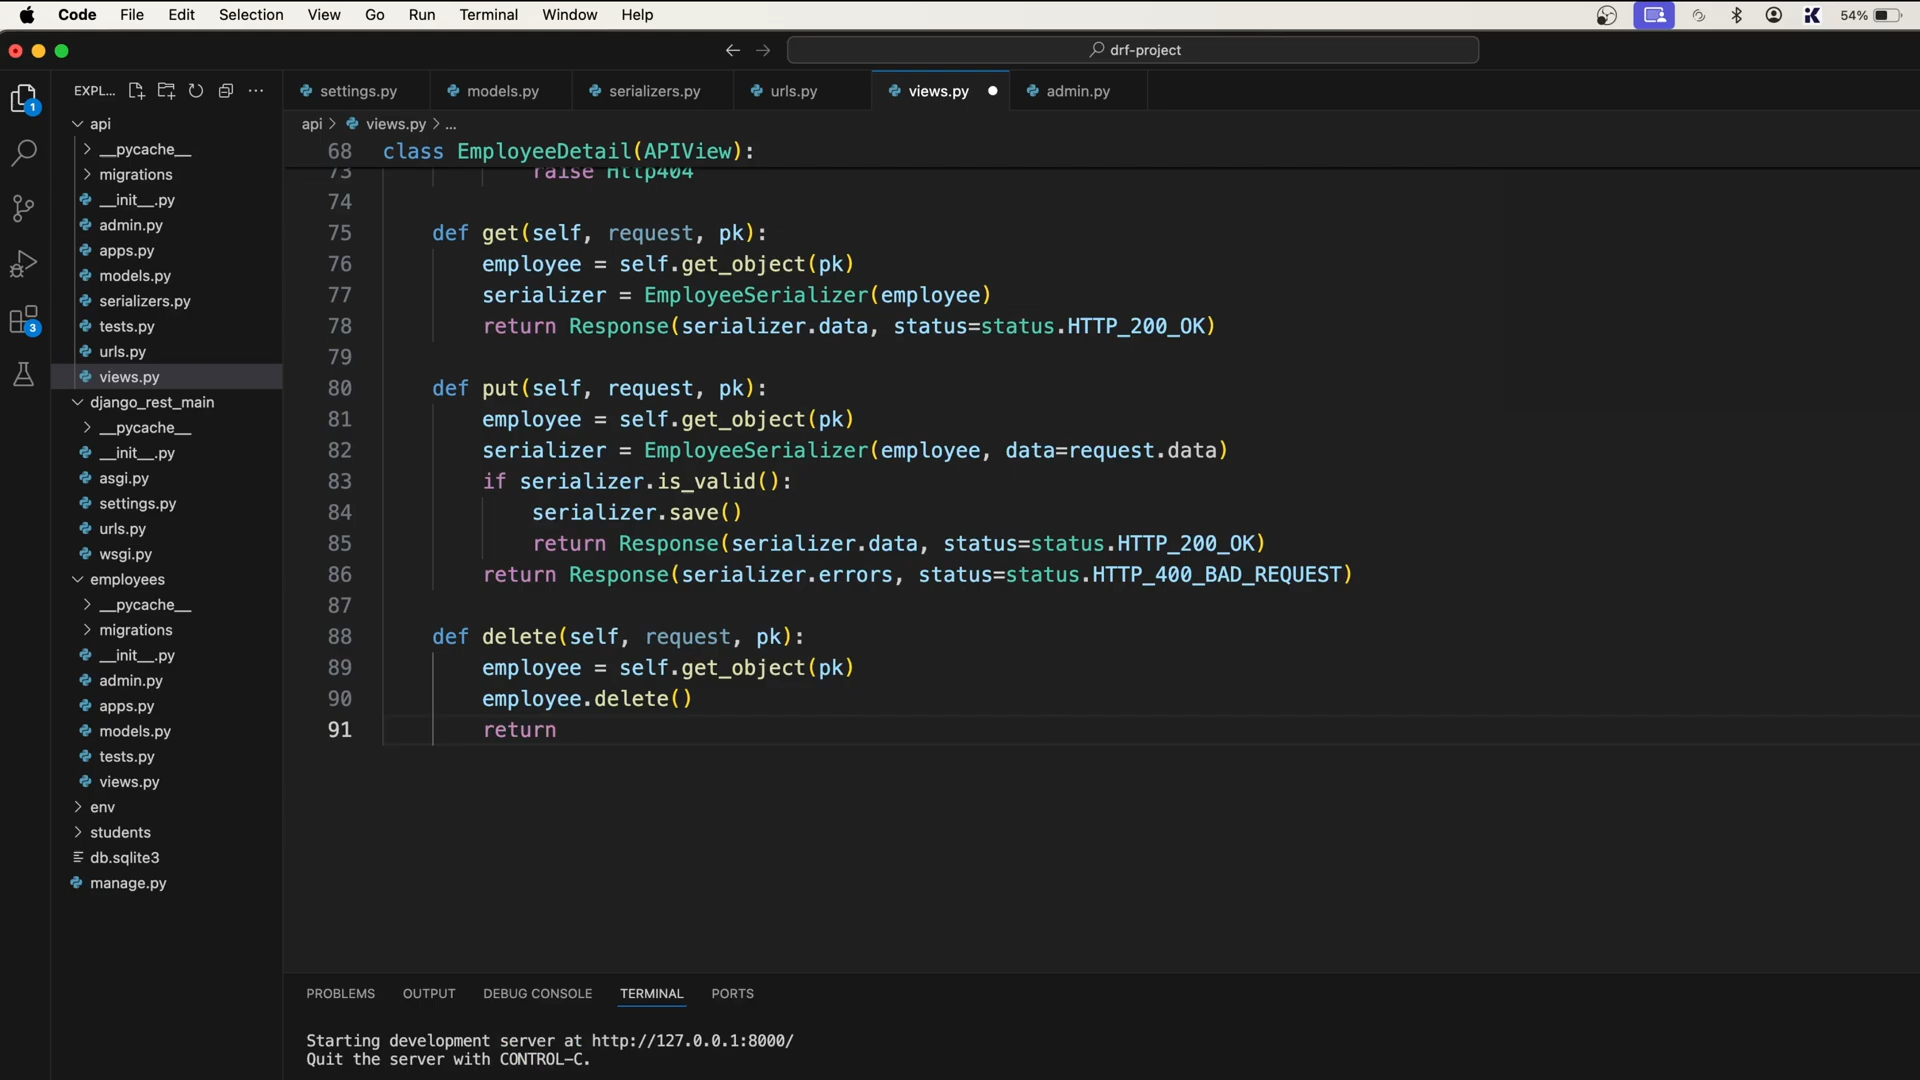 Code File Edit Selection View Go Run Terminal Window Help 54%
drf-project
EXPL... settings.py models.py serializers.py urls.py views.py admin.py
api > views.py > ...
api
__pycache__
migrations
__init__.py
admin.py
apps.py
models.py
serializers.py
tests.py
urls.py
views.py
django_rest_main
__pycache__
__init__.py
asgi.py
settings.py
urls.py
wsgi.py
employees
__pycache__
migrations
__init__.py
admin.py
apps.py
models.py
tests.py
views.py
env
students
db.sqlite3
manage.py
1
3
68 class EmployeeDetail(APIView):
73 raise Http404
74
75 def get(self, request, pk):
76 employee = self.get_object(pk)
77 serializer = EmployeeSerializer(employee)
78 return Response(serializer.data, status=status.HTTP_200_OK)
79
80 def put(self, request, pk):
81 employee = self.get_object(pk)
82 serializer = EmployeeSerializer(employee, data=request.data)
83 if serializer.is_valid():
84 serializer.save()
85 return Response(serializer.data, status=status.HTTP_200_OK)
86 return Response(serializer.errors, status=status.HTTP_400_BAD_REQUEST)
87
88 def delete(self, request, pk):
89 employee = self.get_object(pk)
90 employee.delete()
91 return
PROBLEMS OUTPUT DEBUG CONSOLE TERMINAL PORTS
Starting development server at http://127.0.0.1:8000/
Quit the server with CONTROL-C.